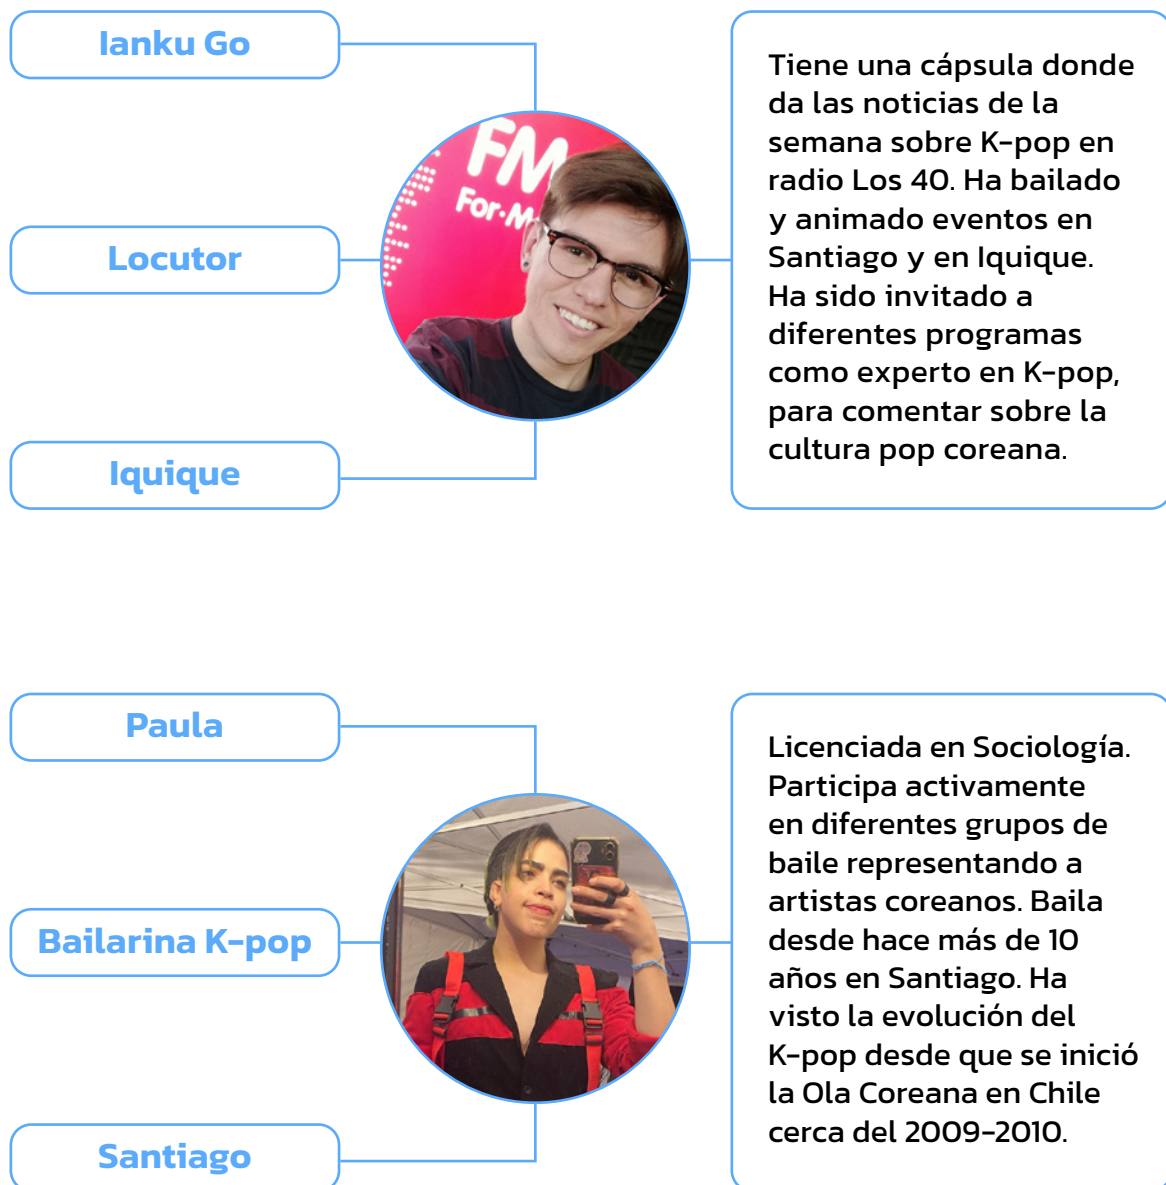 Ianku Go
Locutor
Iquique
FM
For·M
Tiene una cápsula donde
da las noticias de la
semana sobre K-pop en
radio Los 40. Ha bailado
y animado eventos en
Santiago y en Iquique.
Ha sido invitado a
diferentes programas
como experto en K-pop,
para comentar sobre la
cultura pop coreana.
Paula
Bailarina K-pop
Santiago
Licenciada en Sociología.
Participa activamente
en diferentes grupos de
baile representando a
artistas coreanos. Baila
desde hace más de 10
años en Santiago. Ha
visto la evolución del
K-pop desde que se inició
la Ola Coreana en Chile
cerca del 2009-2010.